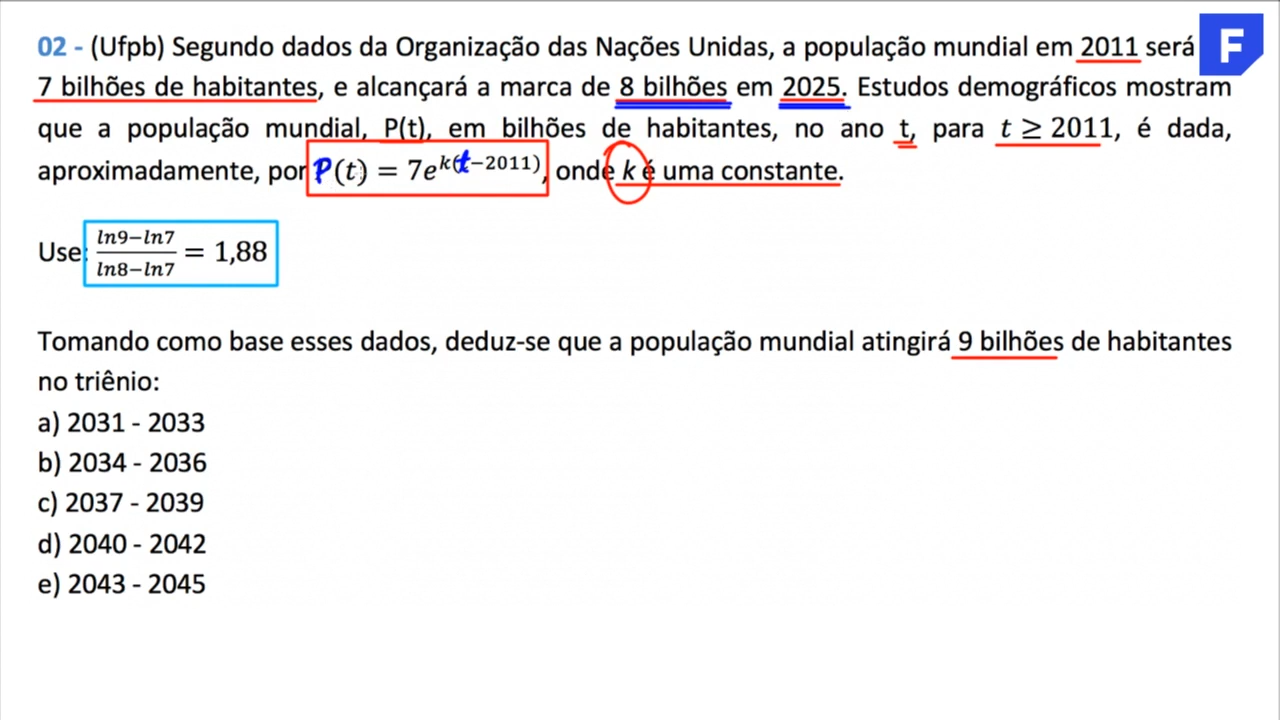 02 - (Ufpb) Segundo dados da Organização das Nações Unidas, a população mundial em 2011 será F
7 bilhões de habitantes, e alcançará a marca de 8 bilhões em 2025. Estudos demográficos mostram
que a população mundial, P(t), em bilhões de habitantes, no ano t, para t ≥ 2011, é dada,
aproximadamente, por P(t) = 7e^{k(t−2011)}, onde k é uma constante.
Use: \frac{ln9−ln7}{ln8−ln7} = 1,88
Tomando como base esses dados, deduz-se que a população mundial atingirá 9 bilhões de habitantes
no triênio:
a) 2031 - 2033
b) 2034 - 2036
c) 2037 - 2039
d) 2040 - 2042
e) 2043 - 2045